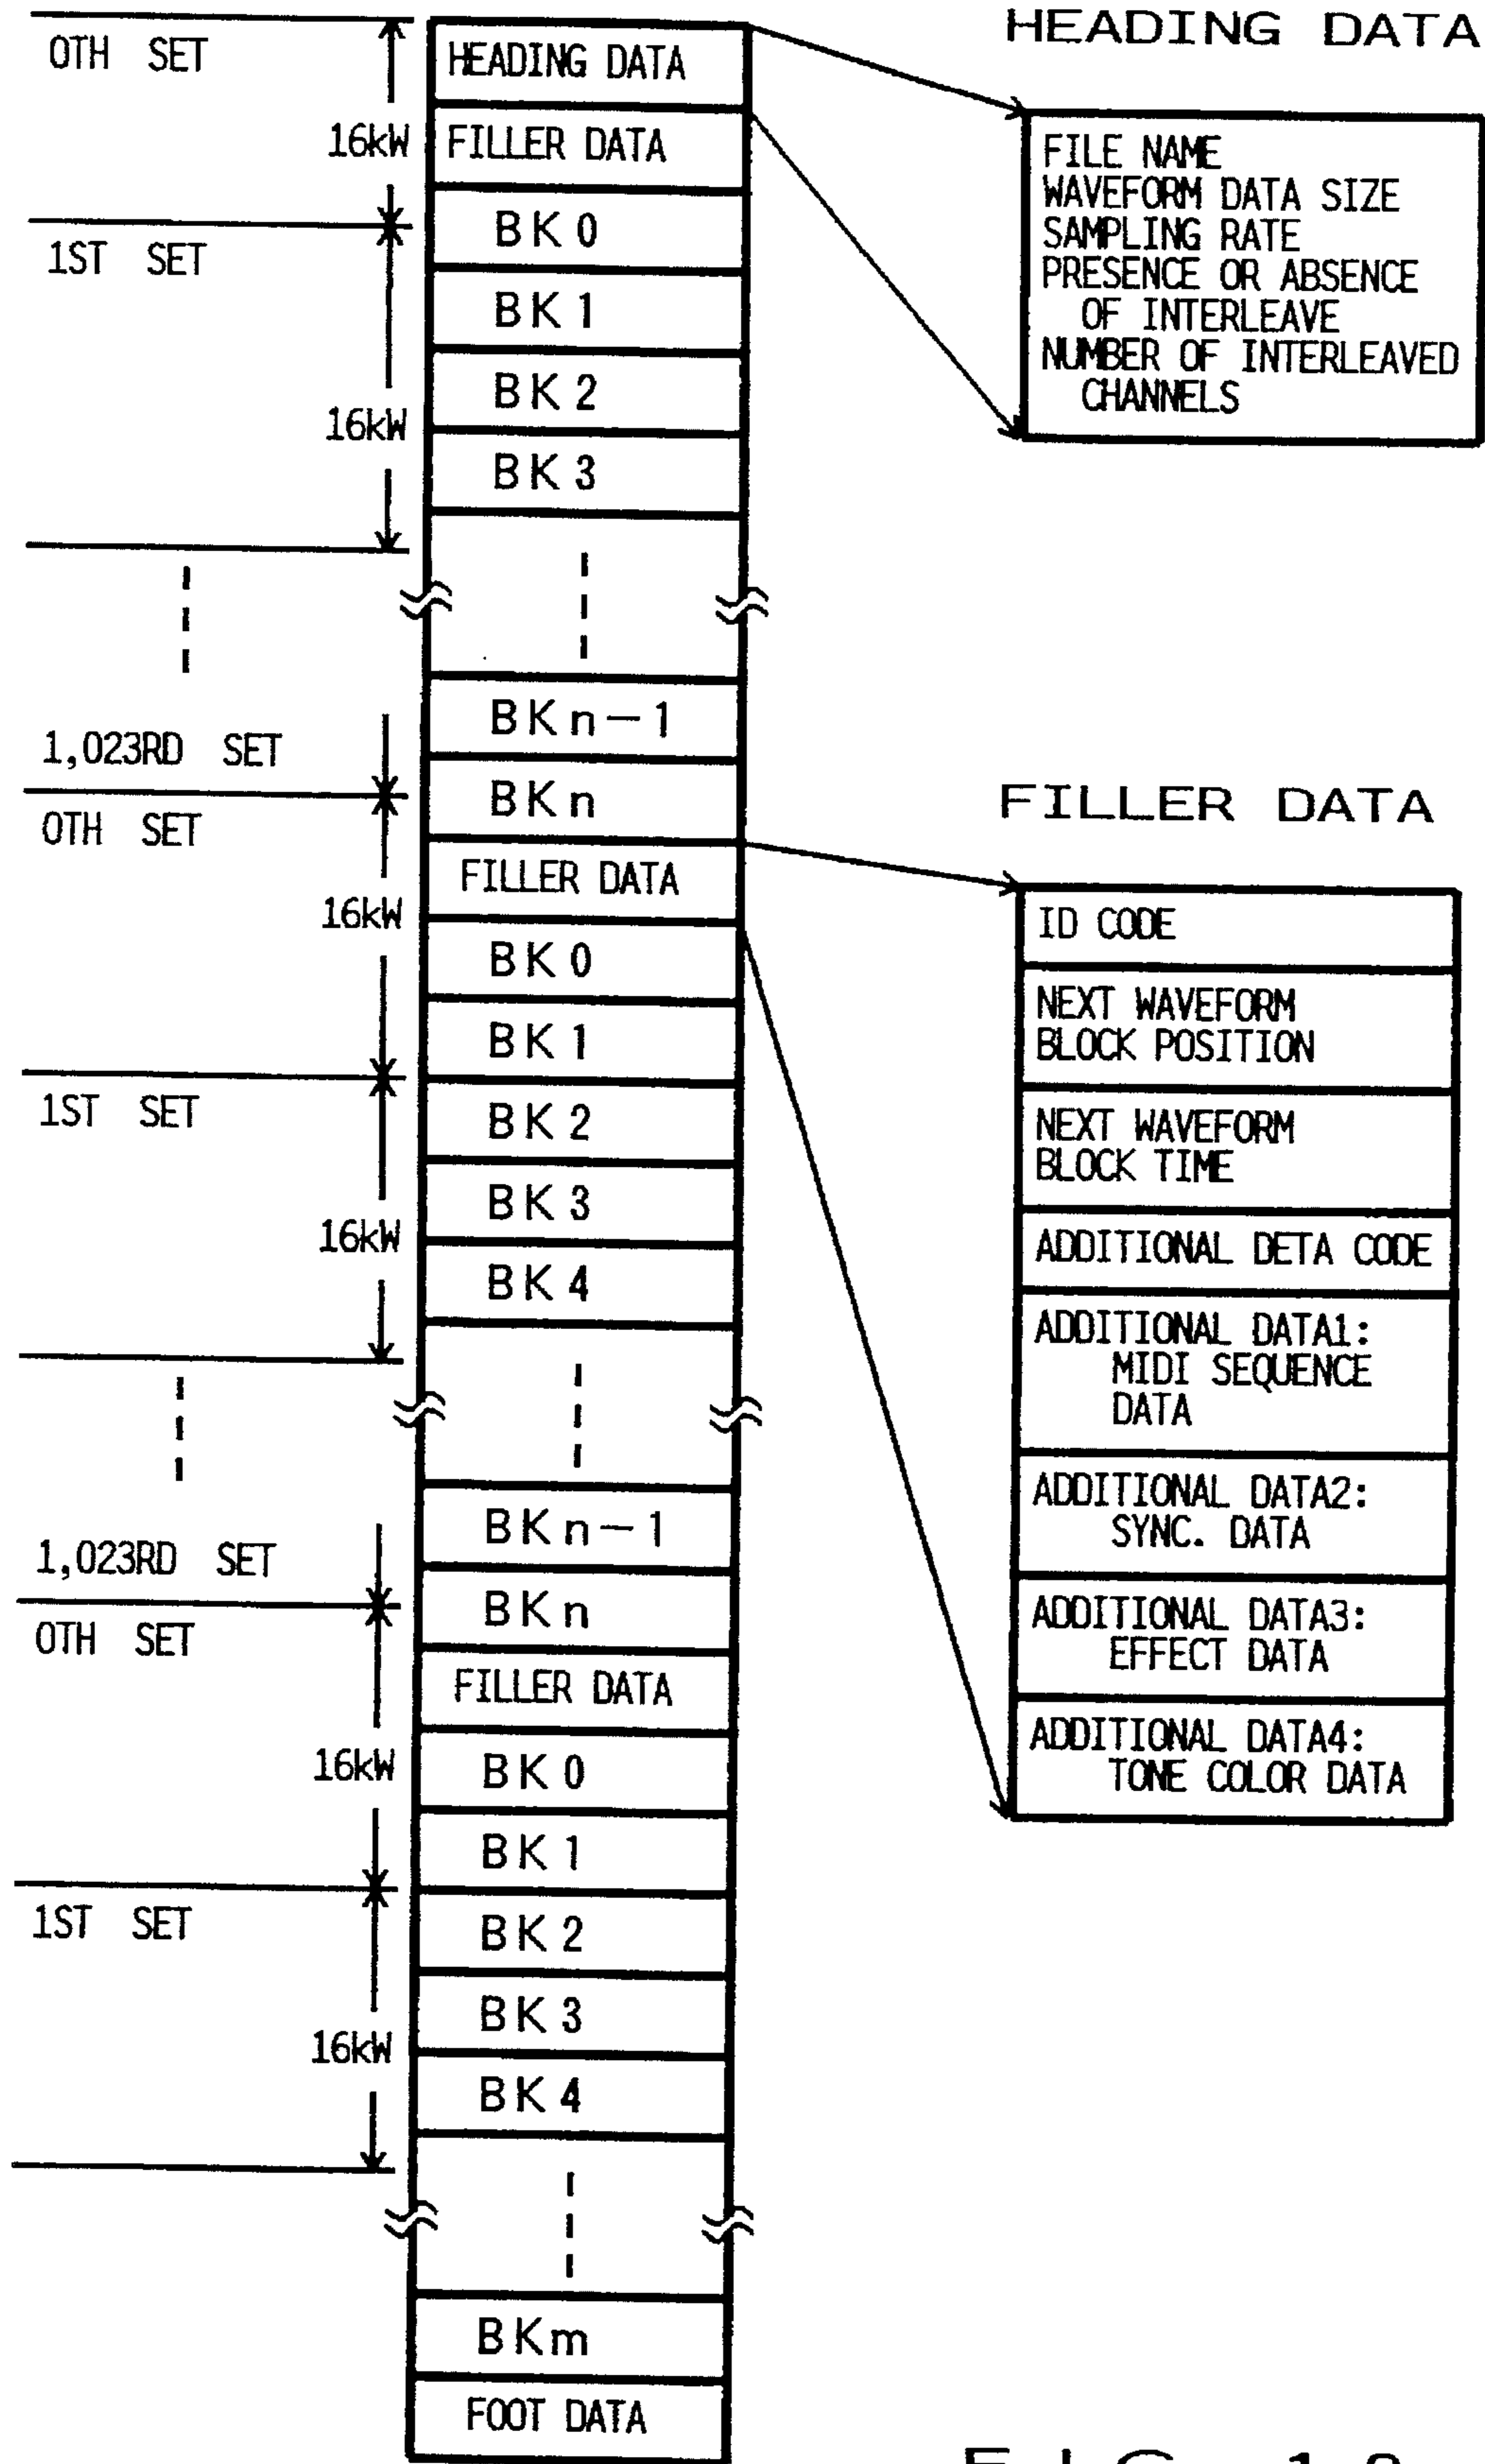 0TH SET
16kW
1ST SET
16kW
1,023RD SET
0TH SET
16kW
1ST SET
16kW
1,023RD SET
0TH SET
16kW
1ST SET
16kW
HEADING DATA
FILLER DATA
BK0
BK1
BK2
BK3
BKn-1
BKn
FILLER DATA
BK0
BK1
BK2
BK3
BK4
BKn-1
BKn
FILLER DATA
BK0
BK1
BK2
BK3
BK4
BKm
FOOT DATA
HEADING DATA
FILE NAME
WAVEFORM DATA SIZE
SAMPLING RATE
PRESENCE OR ABSENCE
OF INTERLEAVE
NUMBER OF INTERLEAVED
CHANNELS
FILLER DATA
ID CODE
NEXT WAVEFORM
BLOCK POSITION
NEXT WAVEFORM
BLOCK TIME
ADDITIONAL DETA CODE
ADDITIONAL DATA1:
MIDI SEQUENCE
DATA
ADDITIONAL DATA2:
SYNC. DATA
ADDITIONAL DATA3:
EFFECT DATA
ADDITIONAL DATA4:
TONE COLOR DATA